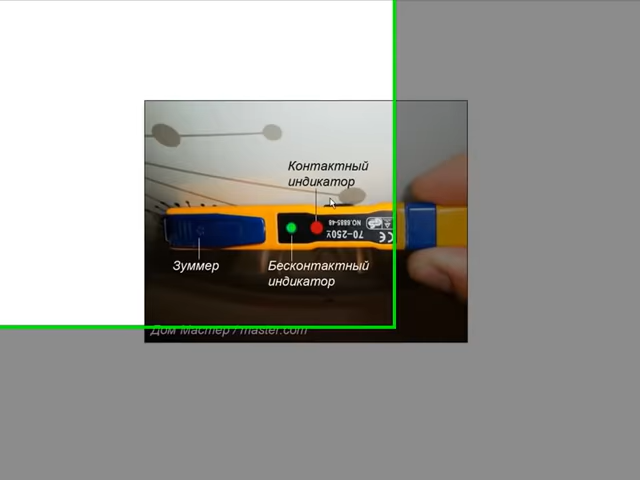 Контактный
индикатор
NO.8885-48
70-250V
CE
Зуммер
Бесконтактный
индикатор
Дом Мастер / master.com